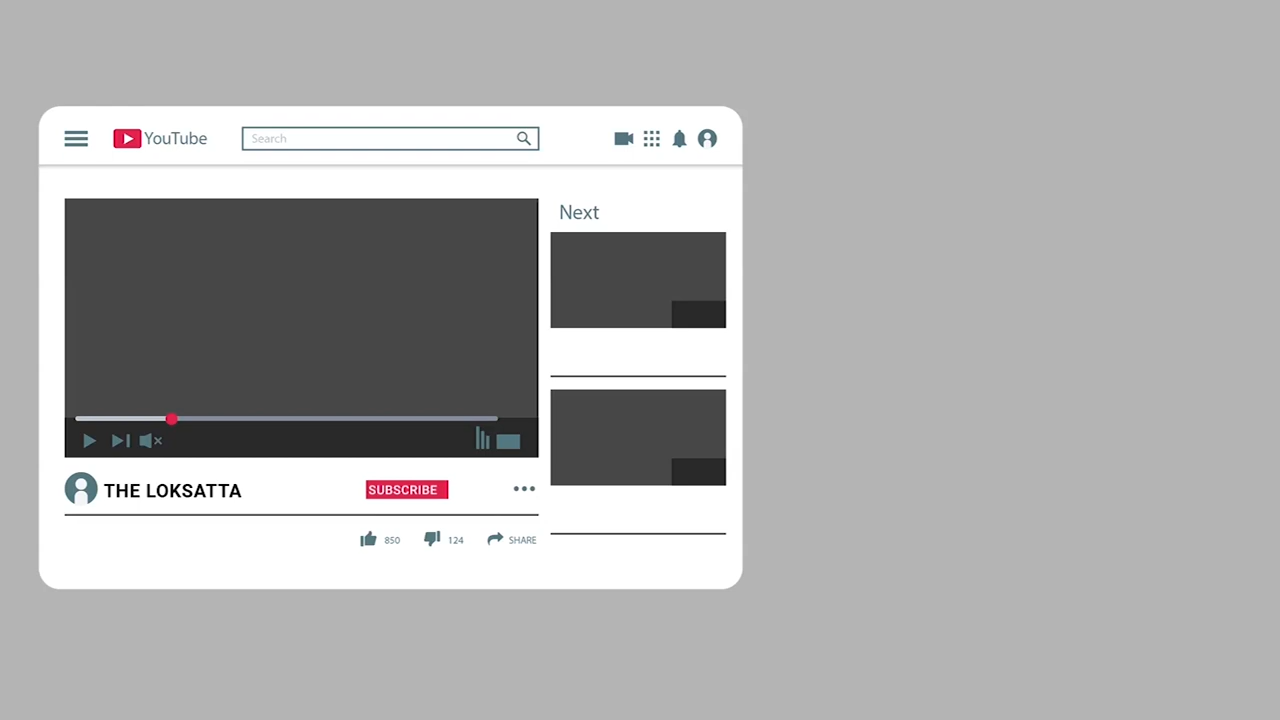 YouTube
Search
Next
THE LOKSATTA
SUBSCRIBE
850
124
SHARE